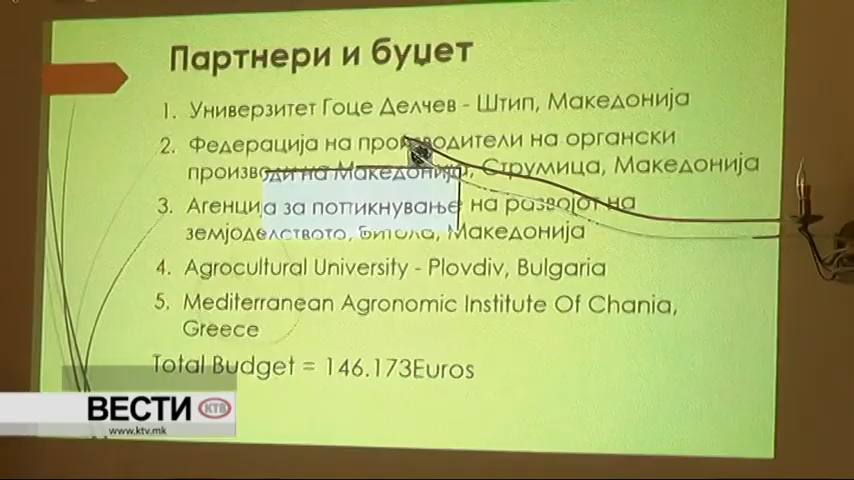 Партнери и буџет
1. Универзитет Гоце Делчев - Штип, Македонија
2. Федерација на производители на органски
производи на Македонија, Струмица, Македонија
3. Агенција за потикнување на развојот на
земјоделството, Битола, Македонија
4. Agrocultural University - Plovdiv, Bulgaria
5. Mediterranean Agronomic Institute Of Chania,
Greece
Total Budget = 146.173Euros
ВЕСТИ КТВ
www.ktv.mk